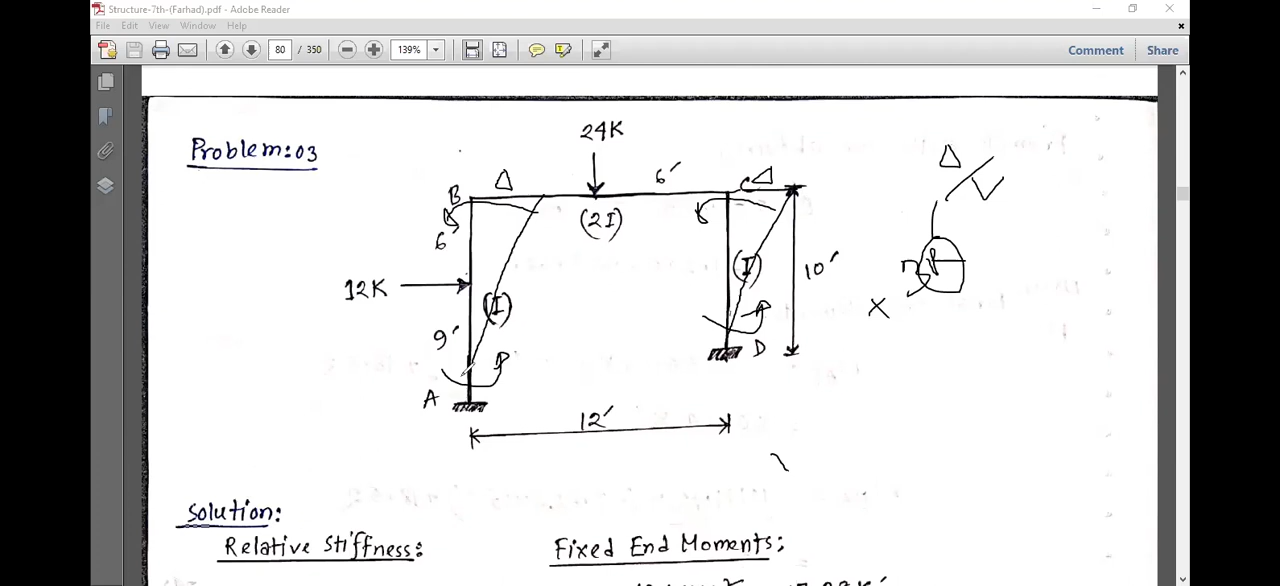 Structure-7th-(Farhad).pdf - Adobe Reader
File Edit View Window Help
80 / 350 139% Comment Share
Problem:03
24K
Δ 6′ Δ
B C
(2I)
6
12K
(I) (I) 10′
9′
A D
12′
Δ
X
Solution:
Relative Stiffness: Fixed End Moments: